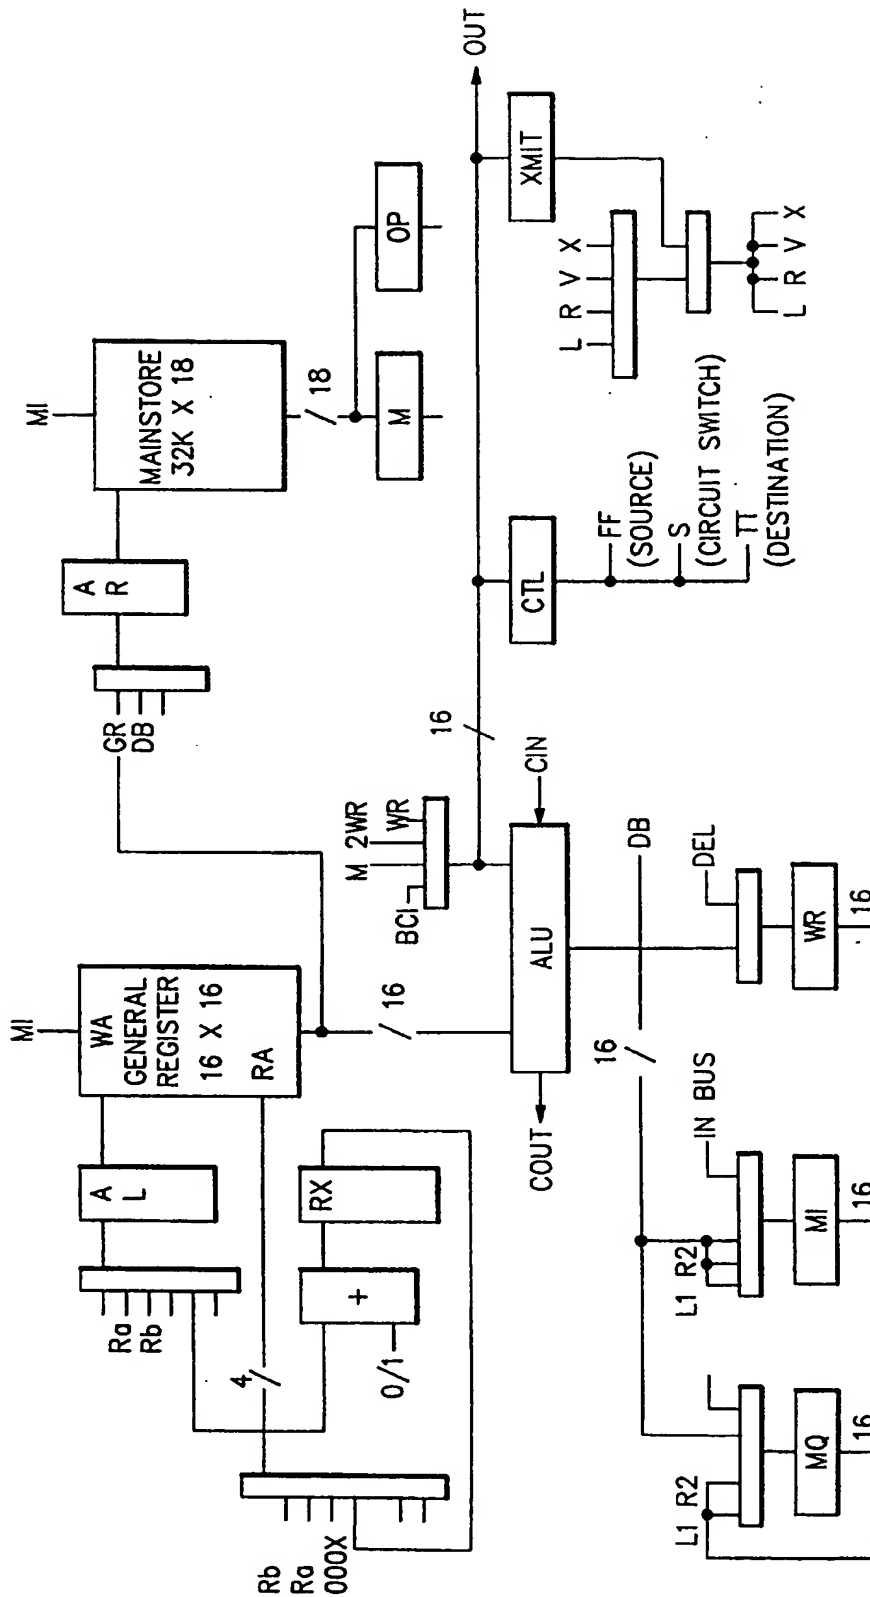 MI
MI
WA
GENERAL
REGISTER
16 X 16
RA
A
L
Ra
Rb
4
RX
+
0/1
Rb
Ra
000X
GR
DB
A
R
MAINSTORE
32K X 18
18
M
OP
16
BCI
M
2WR
WR
16
OUT
ALU
CIN
COUT
CTL
FF
(SOURCE)
S
(CIRCUIT SWITCH)
TT
(DESTINATION)
XMIT
L R V X
L R V X
DB
16
L1 R2
MQ
16
L1 R2
IN BUS
MI
16
DEL
WR
16